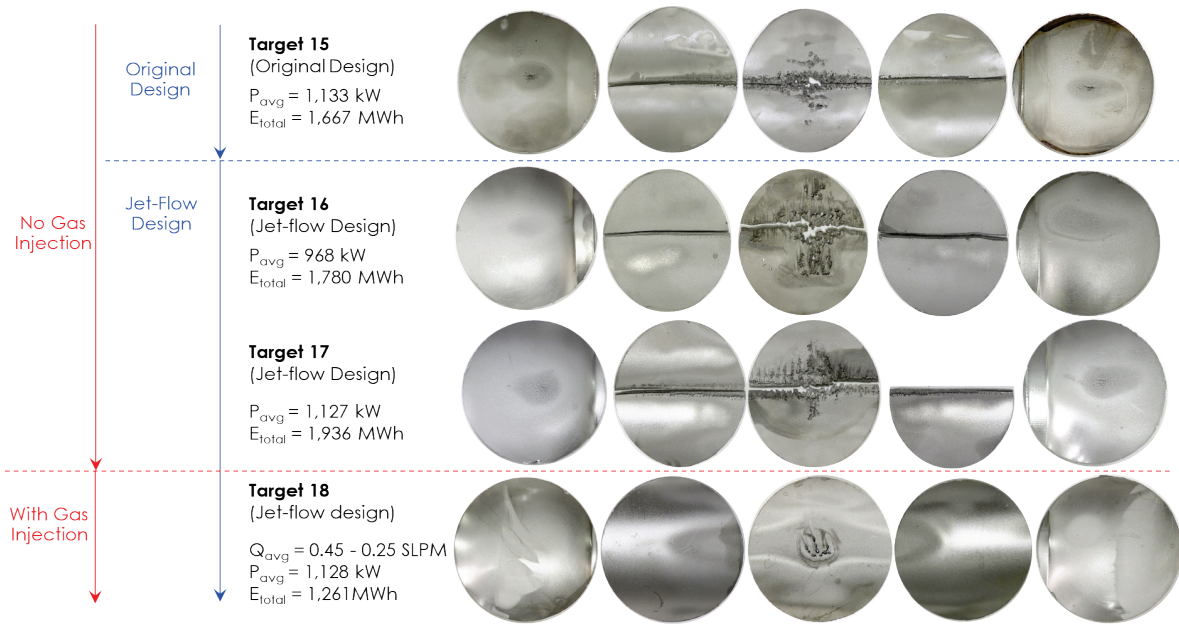 Original
Design
Target 15
(Original Design)
Pavg = 1,133 kW
Etotal = 1,667 MWh
No Gas
Injection
Jet-Flow
Design
Target 16
(Jet-flow Design)
Pavg = 968 kW
Etotal = 1,780 MWh
Target 17
(Jet-flow Design)
Pavg = 1,127 kW
Etotal = 1,936 MWh
With Gas
Injection
Target 18
(Jet-flow design)
Qavg = 0.45 - 0.25 SLPM
Pavg = 1,128 kW
Etotal = 1,261MWh